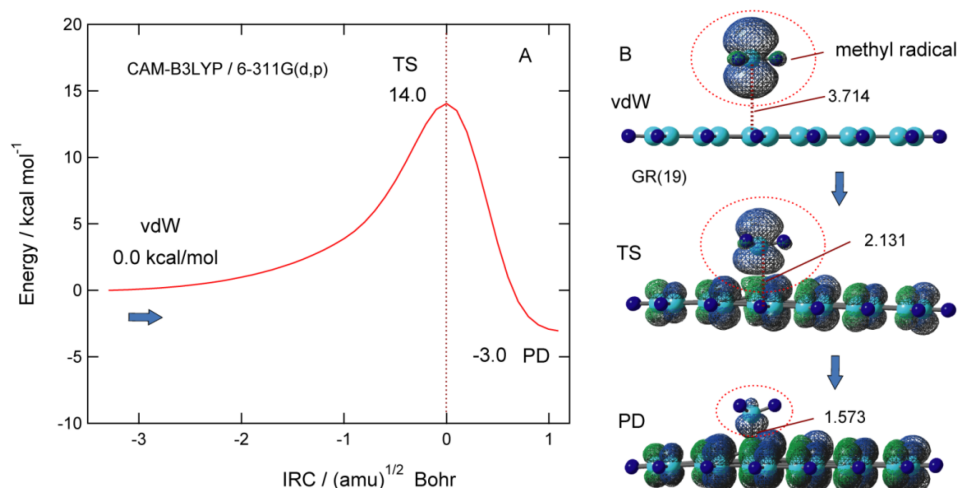 20
15
10
5
0
-5
-10
Energy / kcal mol-1
CAM-B3LYP / 6-311G(d,p)
TS
14.0
A
vdW
0.0 kcal/mol
-3.0 PD
-3 -2 -1 0 1
IRC / (amu)1/2 Bohr
B
methyl radical
vdW
3.714
GR(19)
TS
2.131
PD
1.573